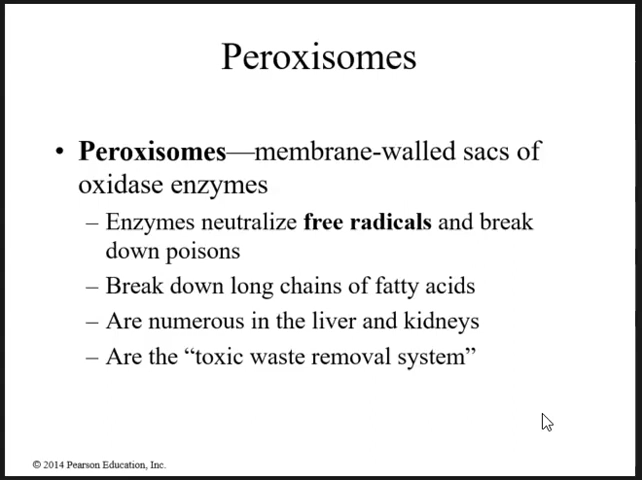 Peroxisomes
• Peroxisomes—membrane-walled sacs of
oxidase enzymes
– Enzymes neutralize free radicals and break
down poisons
– Break down long chains of fatty acids
– Are numerous in the liver and kidneys
– Are the “toxic waste removal system”
© 2014 Pearson Education, Inc.